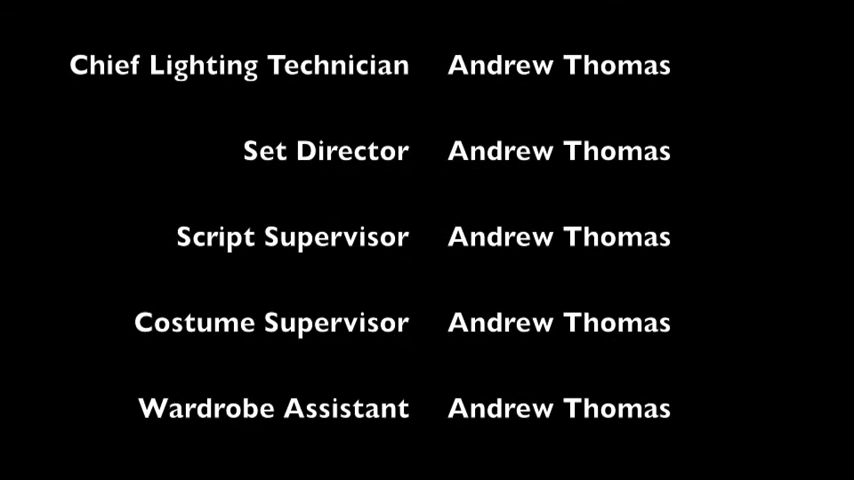 Chief Lighting Technician Andrew Thomas
Set Director Andrew Thomas
Script Supervisor Andrew Thomas
Costume Supervisor Andrew Thomas
Wardrobe Assistant Andrew Thomas